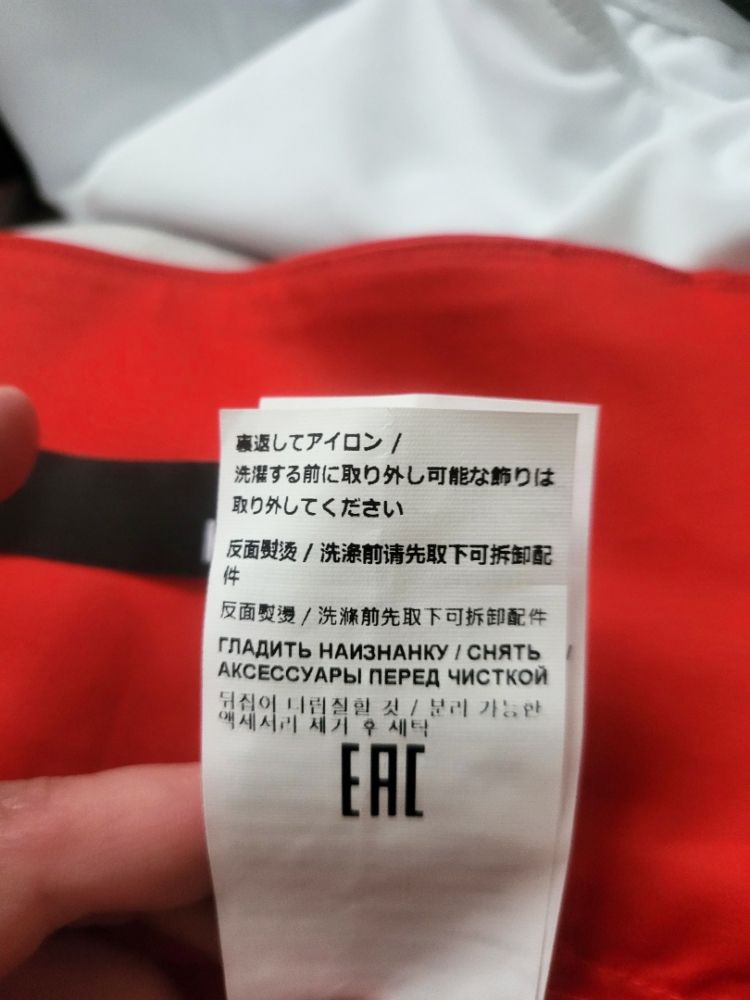 裏返してアイロン /
洗濯する前に取り外し可能な飾りは
取り外してください
反面熨烫 / 洗涤前请先取下可拆卸配
件
反面熨燙 / 洗滌前先取下可拆卸配件
ГЛАДИТЬ НАИЗНАНКУ / СНЯТЬ
АКСЕССУАРЫ ПЕРЕД ЧИСТКОЙ
뒤집어 다림질할 것 / 분리 가능한
액세서리 제거 후 세탁
EAC